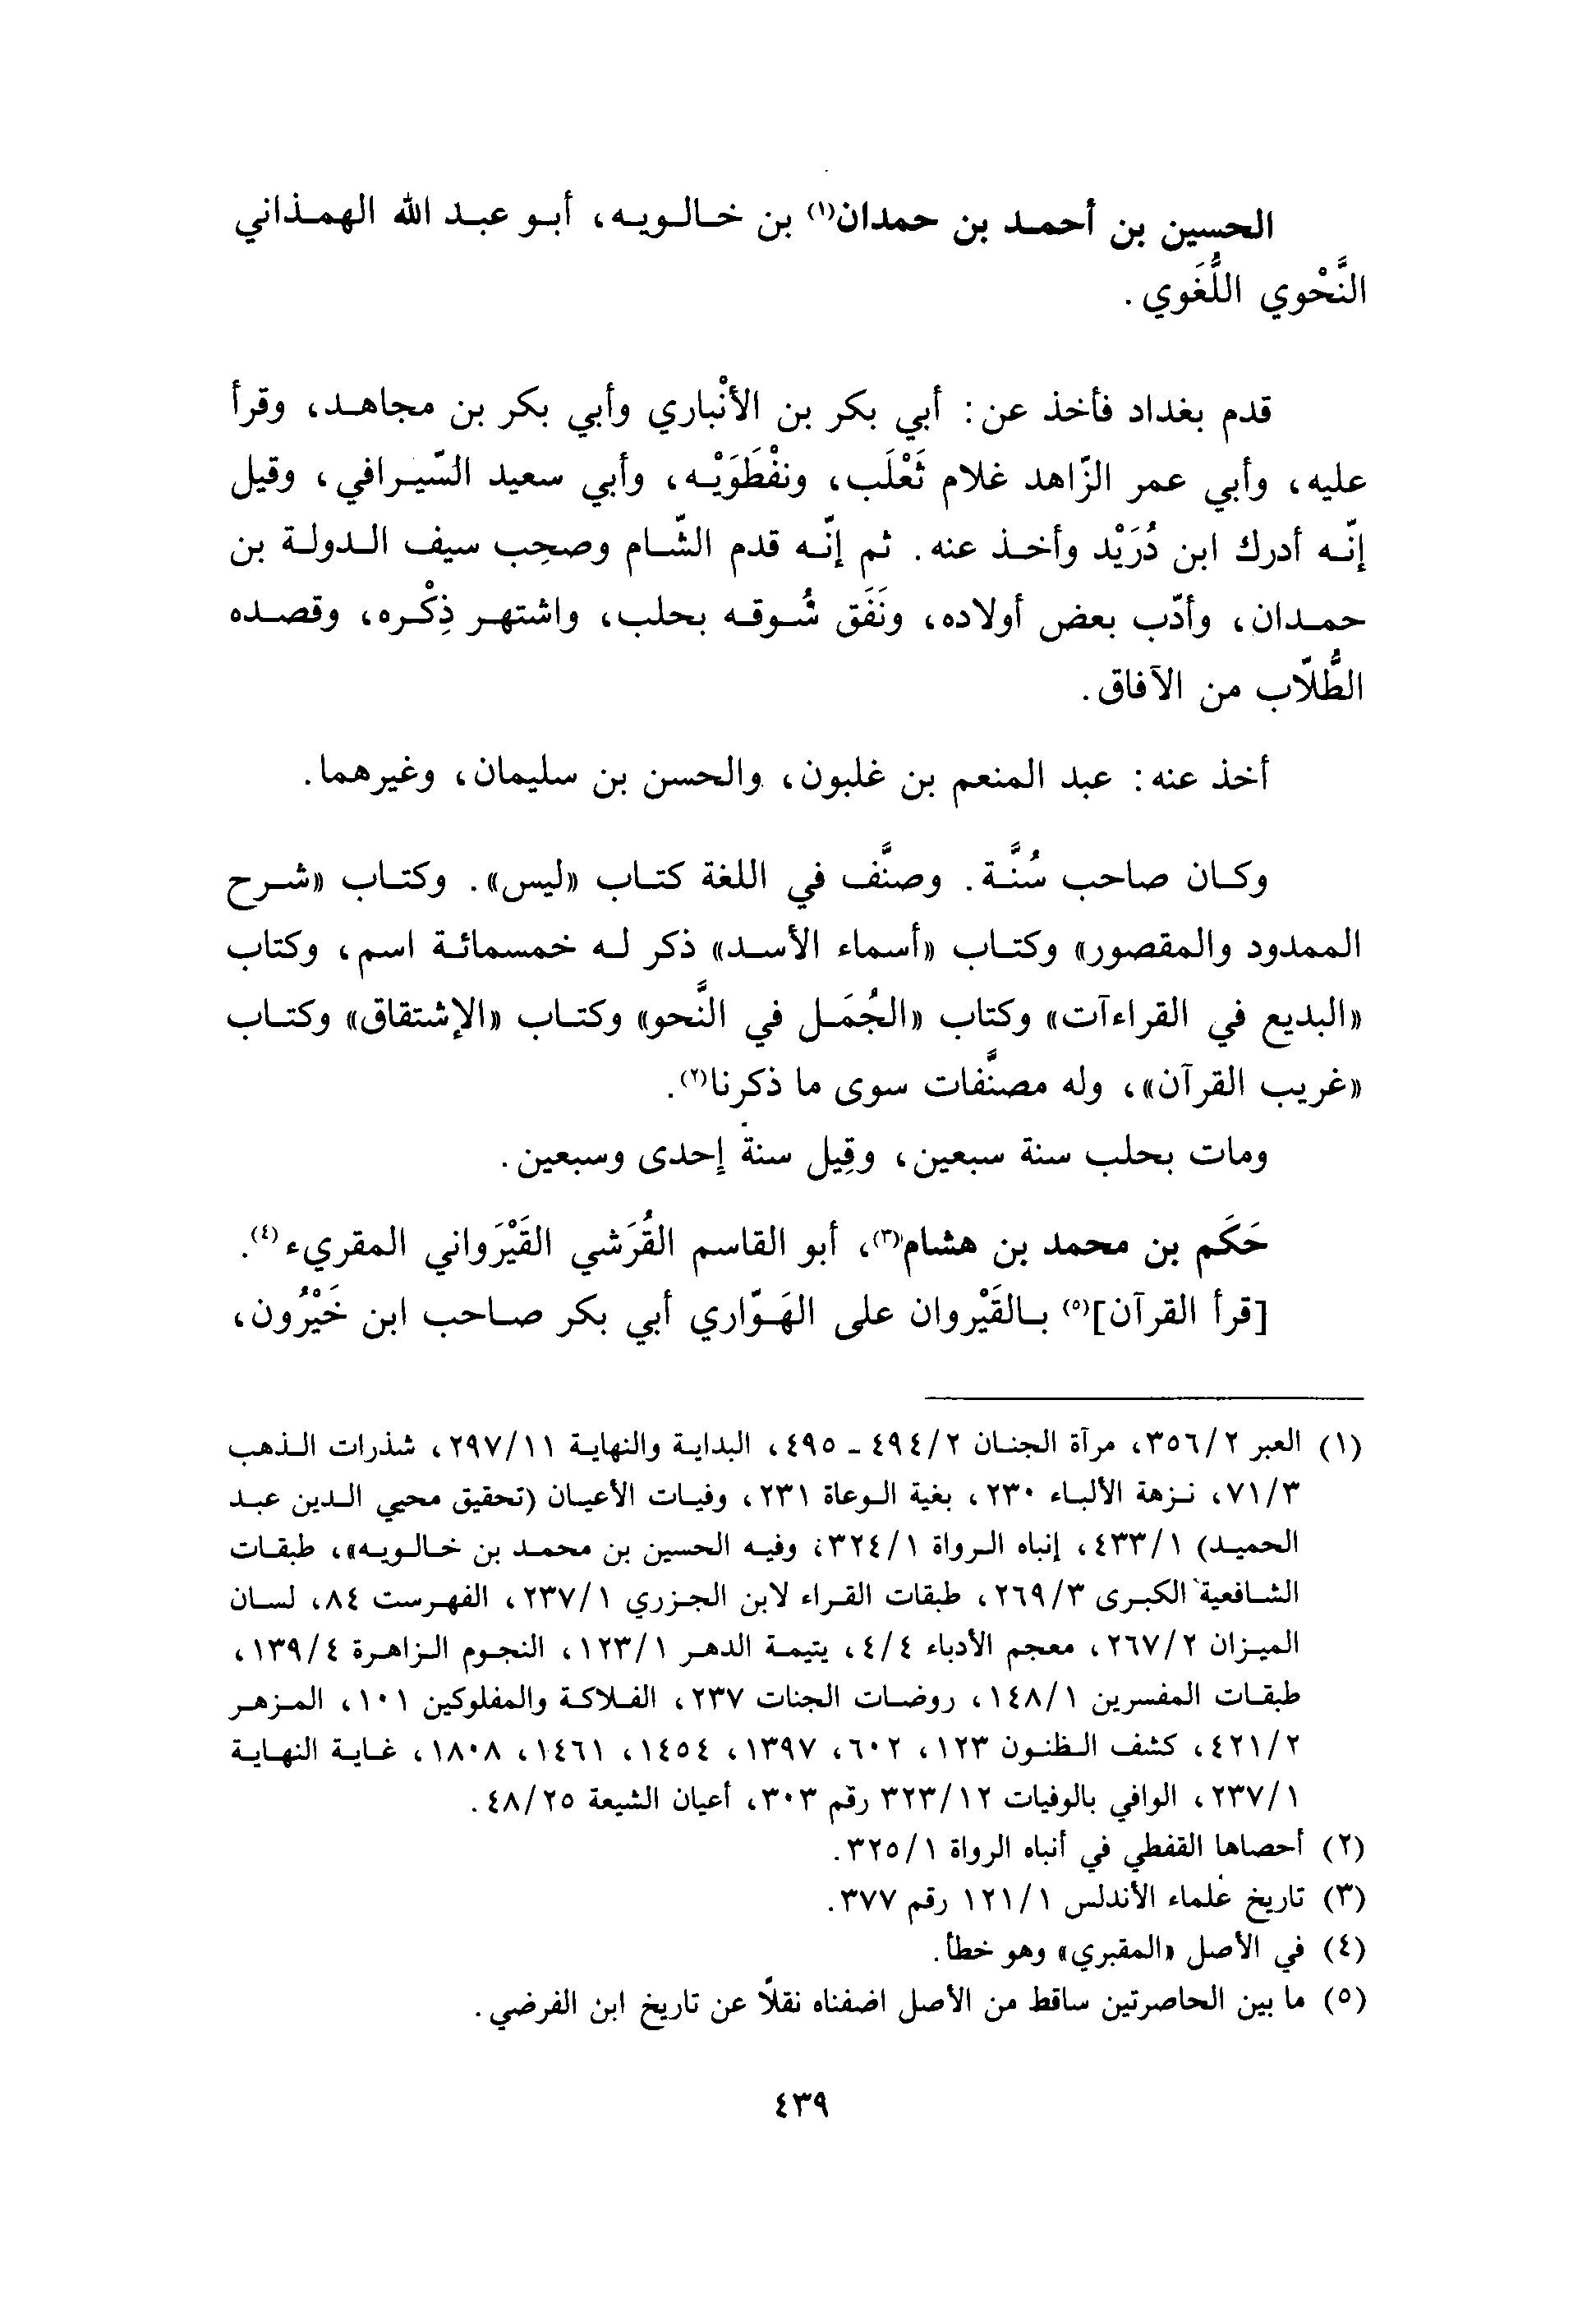 الحسين بن أحمد بن حمدان(١) بن خالويه، أبو عبد الله الهمذاني
النَّحْوي اللُّغَوي.
قدم بغداد فأخذ عن: أبي بكر بن الأنْباري وأبي بكر بن مجاهد، وقرأ
عليه، وأبي عمر الزّاهد غلام ثَعْلَب، ونفْطَوَيْه، وأبي سعيد السّيرافي، وقيل
إنّه أدرك ابن دُرَيْد وأخذ عنه. ثم إنّه قدم الشّام وصحِب سيف الدولة بن
حمدان، وأدّب بعض أولاده، ونَفَق سُوقه بحلب، واشتهر ذِكْره، وقصده
الطُّلّاب من الآفاق.
أخذ عنه: عبد المنعم بن غلبون، والحسن بن سليمان، وغيرهما.
وكان صاحب سُنَّة. وصنَّف في اللغة كتاب «ليس». وكتاب «شرح
الممدود والمقصور» وكتاب «أسماء الأسد» ذكر له خمسمائة اسم، وكتاب
«البديع في القراءآت» وكتاب «الجُمَل في النَّحو» وكتاب «الإشتقاق» وكتاب
«غريب القرآن»، وله مصنَّفات سوى ما ذكرنا(٢).
ومات بحلب سنة سبعين، وقِيل سنة إحدى وسبعين.
حَكَم بن محمد بن هشام(٣)، أبو القاسم القُرَشي القَيْرَواني المقريء(٤).
[قرأ القرآن](٥) بالقَيْروان على الهَوّاري أبي بكر صاحب ابن خَيْرُون،
(١) العبر ٣٥٦/٢، مرآة الجنان ٤٩٤/٢ ـ ٤٩٥، البداية والنهاية ٢٩٧/١١، شذرات الذهب
٧١/٣، نزهة الألباء ٢٣٠، بغية الوعاة ٢٣١، وفيات الأعيان (تحقيق محيي الدين عبد
الحميد) ٤٣٣/١، إنباه الرواة ٣٢٤/١؛ وفيه الحسين بن محمد بن خالويه»، طبقات
الشافعية الكبرى ٢٦٩/٣، طبقات القراء لابن الجزري ٢٣٧/١، الفهرست ٨٤، لسان
الميزان ٢٦٧/٢، معجم الأدباء ٤/٤، يتيمة الدهر ١٢٣/١، النجوم الزاهرة ١٣٩/٤،
طبقات المفسرين ١٤٨/١، روضات الجنات ٢٣٧، الفلاكة والمفلوكين ١٠١، المزهر
٤٢١/٢، كشف الظنون ١٢٣، ٦٠٢، ١٣٩٧، ١٤٥٤، ١٤٦١، ١٨٠٨، غاية النهاية
٢٣٧/١، الوافي بالوفيات ٣٢٣/١٢ رقم ٣٠٣، أعيان الشيعة ٤٨/٢٥.
(٢) أحصاها القفطي في أنباه الرواة ٣٢٥/١.
(٣) تاريخ علماء الأندلس ١٢١/١ رقم ٣٧٧.
(٤) في الأصل «المقبري» وهو خطأ.
(٥) ما بين الحاصرتين ساقط من الأصل اضفناه نقلاً عن تاريخ ابن الفرضي.
٤٣٩